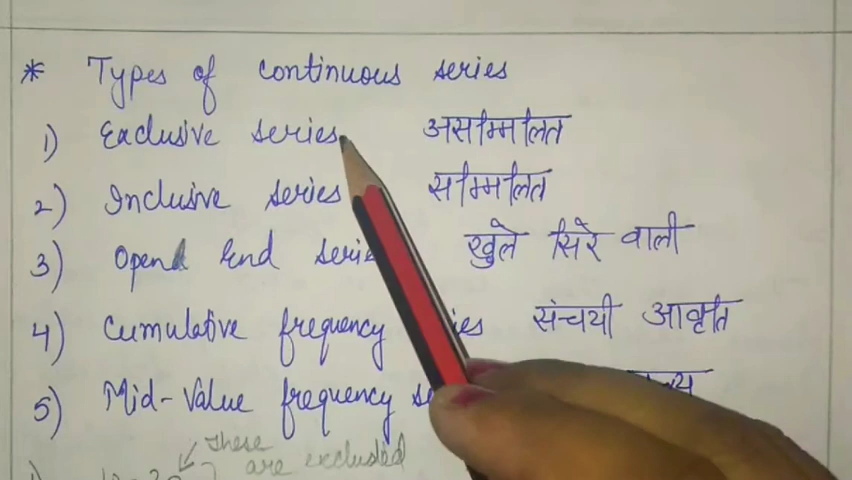 * Types of continuous series
1) Exclusive series असम्मिलित
2) Inclusive series सम्मिलित
3) Open End series खुले सिरे वाली
4) Cumulative frequency संचयी आवृति
5) Mid-Value frequency
these
are excluded